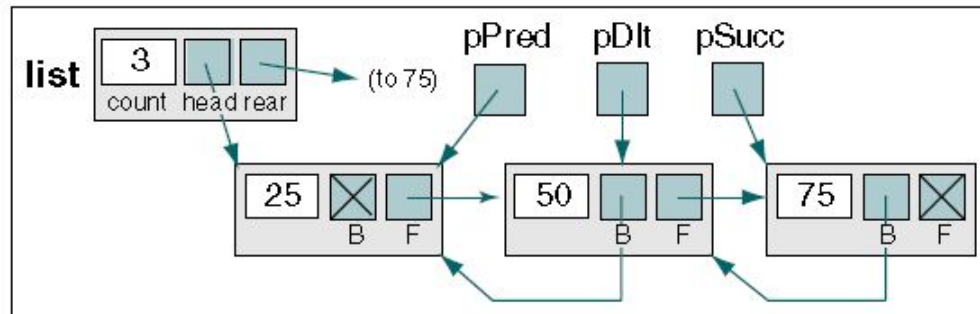 pPred pDlt pSucc
list 3 (to 75)
count head rear
25 50 75
B F B F B F